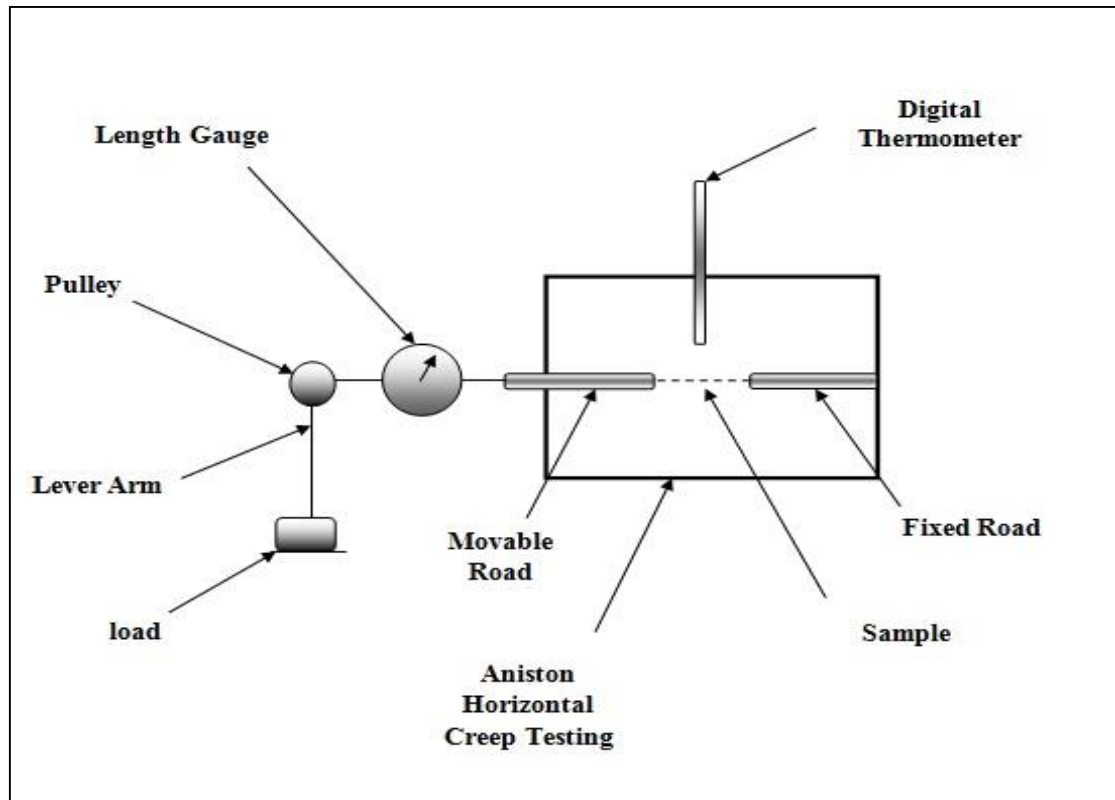 Digital
Thermometer
Length Gauge
Pulley
Lever Arm
load
Movable
Road
Fixed Road
Sample
Aniston
Horizontal
Creep Testing